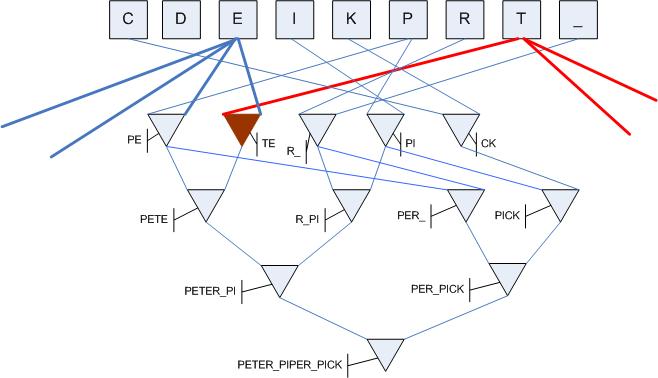 C D E I K P R T _
PE TE R_ PI CK
PETE R_PI PER_ PICK
PETER_PI PER_PICK
PETER_PIPER_PICK